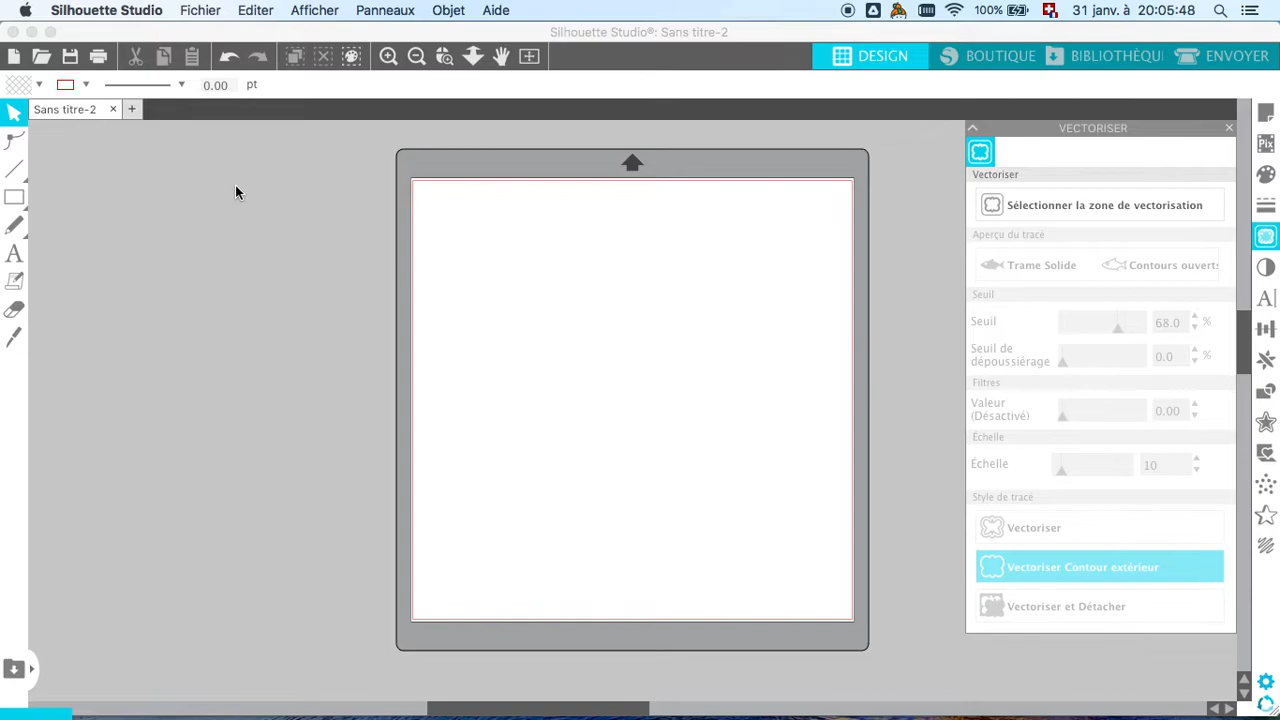 Silhouette Studio Fichier Editer Afficher Panneaux Objet Aide 100% 31 janv. à 20:05:48
Silhouette Studio®: Sans titre-2
DESIGN BOUTIQUE BIBLIOTHÈQU ENVOYER
0.00 pt
Sans titre-2
VECTORISER
Vectoriser
Sélectionner la zone de vectorisation
Aperçu du tracé
Trame Solide Contours ouverts
Seuil
Seuil 68.0 %
Seuil de
dépoussiérage 0.0 %
Filtres
Valeur
(Désactivé) 0.00
Echelle
Échelle 10
Style de tracé
Vectoriser
Vectoriser Contour extérieur
Vectoriser et Détacher